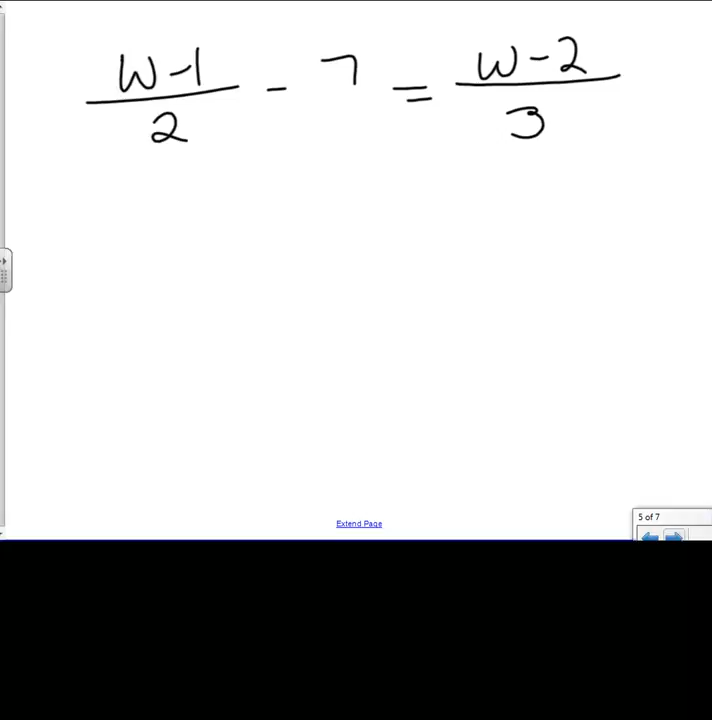 w-1/2 - 7 = w-2/3
Extend Page
5 of 7